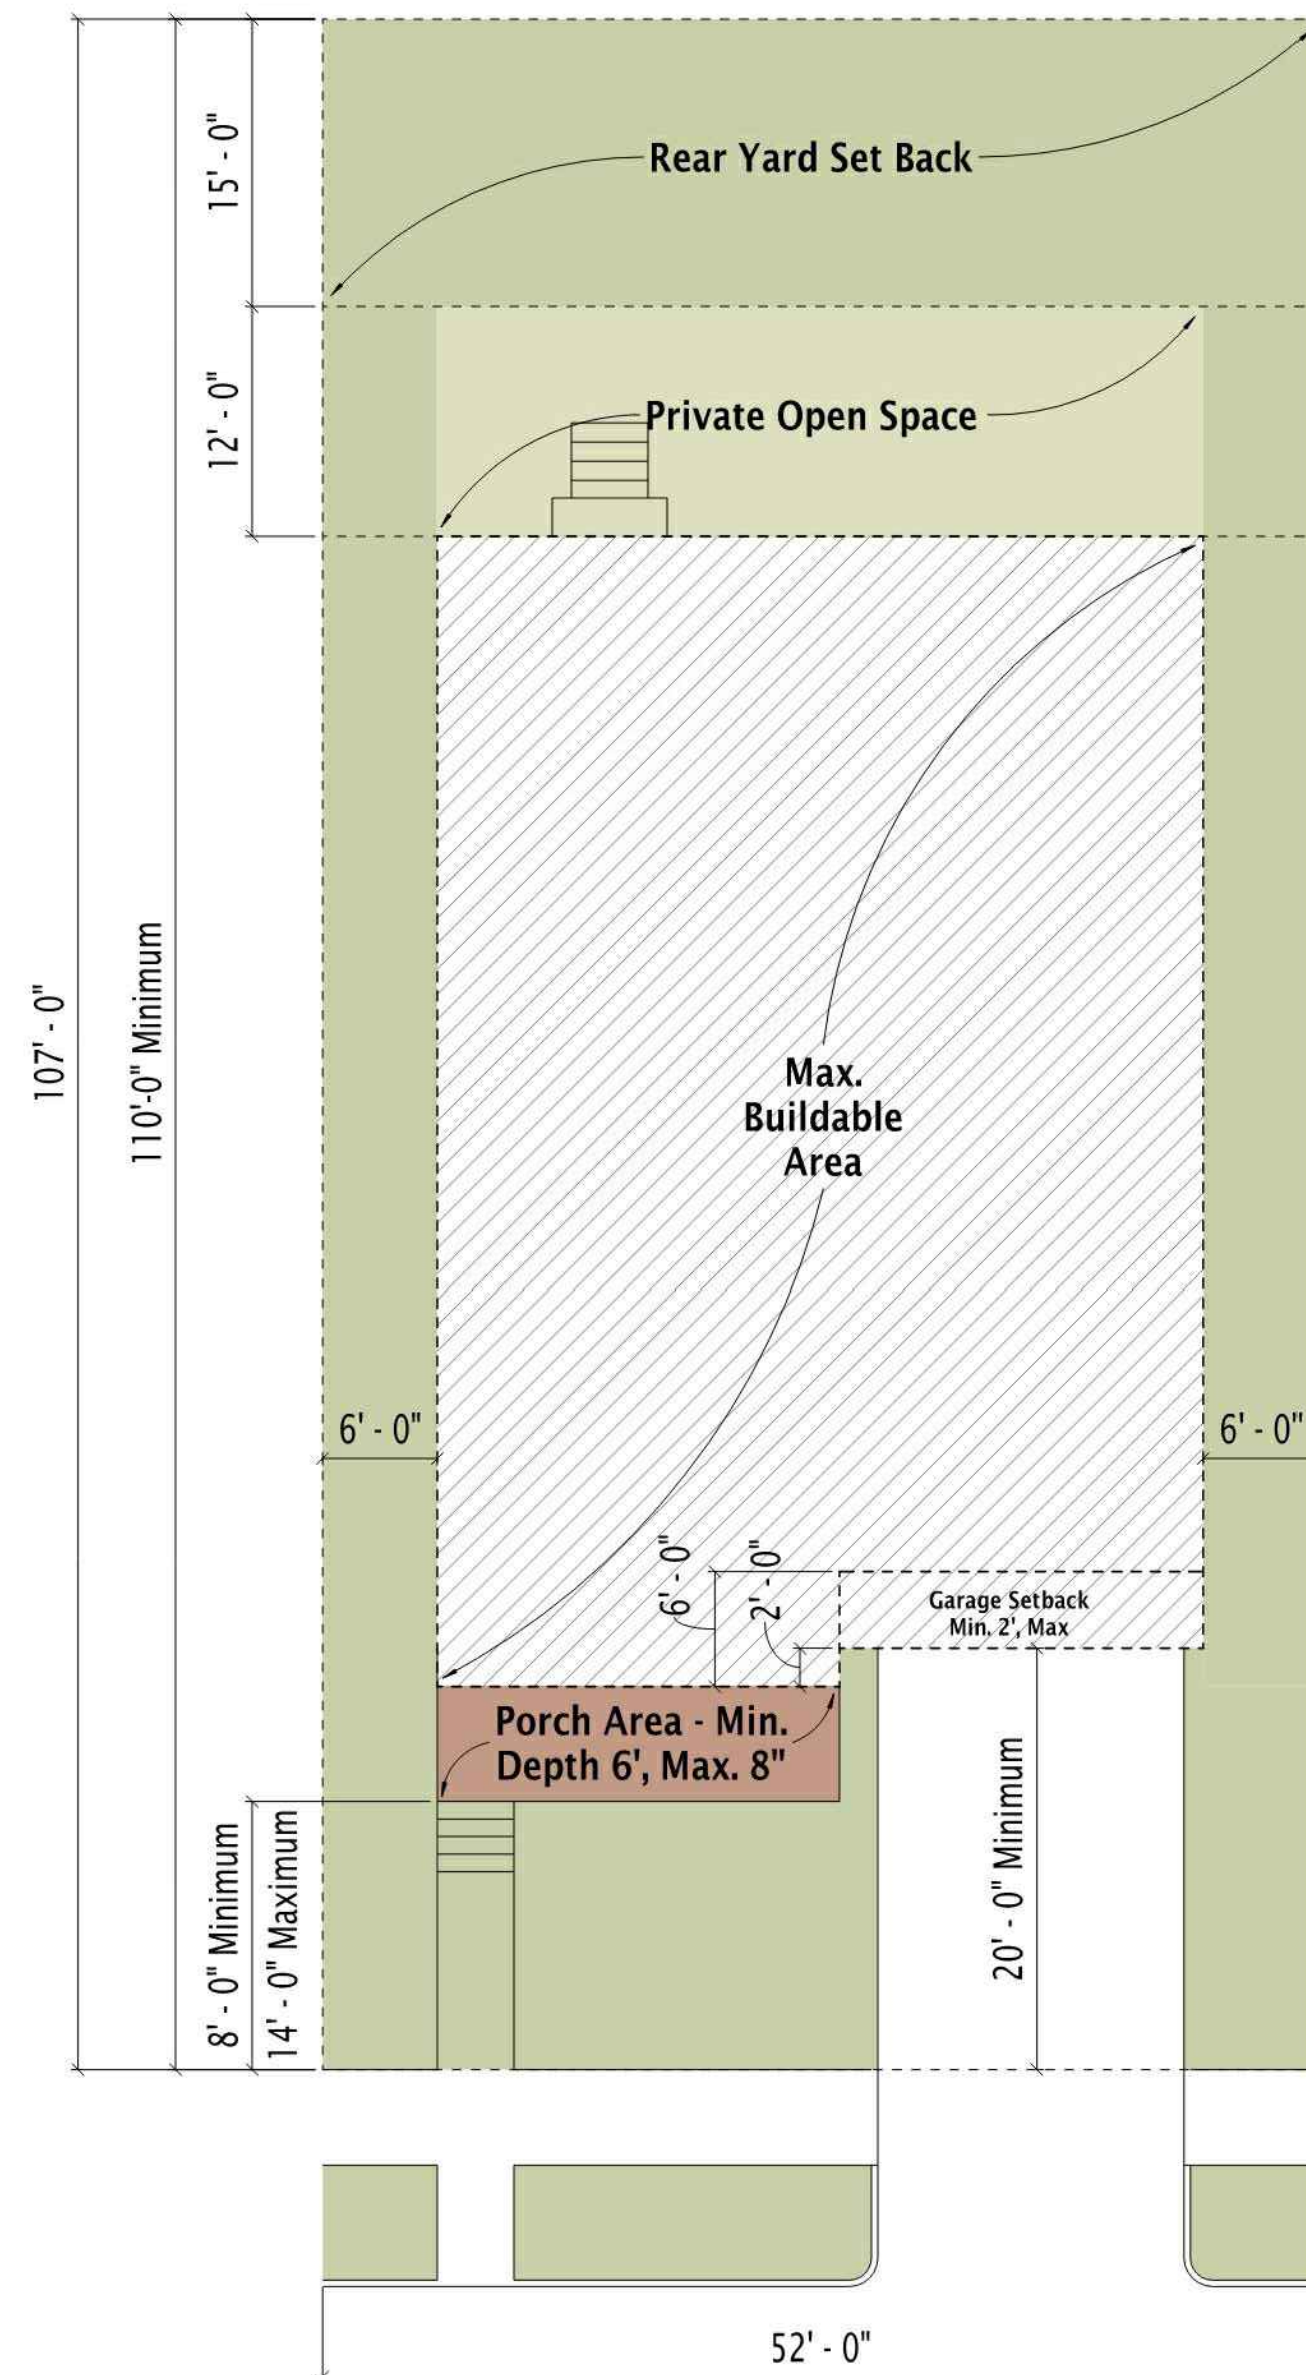 15' - 0"
Rear Yard Set Back
12' - 0"
Private Open Space
107' - 0"
110'-0" Minimum
Max.
Buildable
Area
6' - 0"
6' - 0"
6' - 0"
2' - 0"
Garage Setback
Min. 2', Max
Porch Area - Min.
Depth 6', Max. 8"
8' - 0" Minimum
14' - 0" Maximum
20' - 0" Minimum
52' - 0"